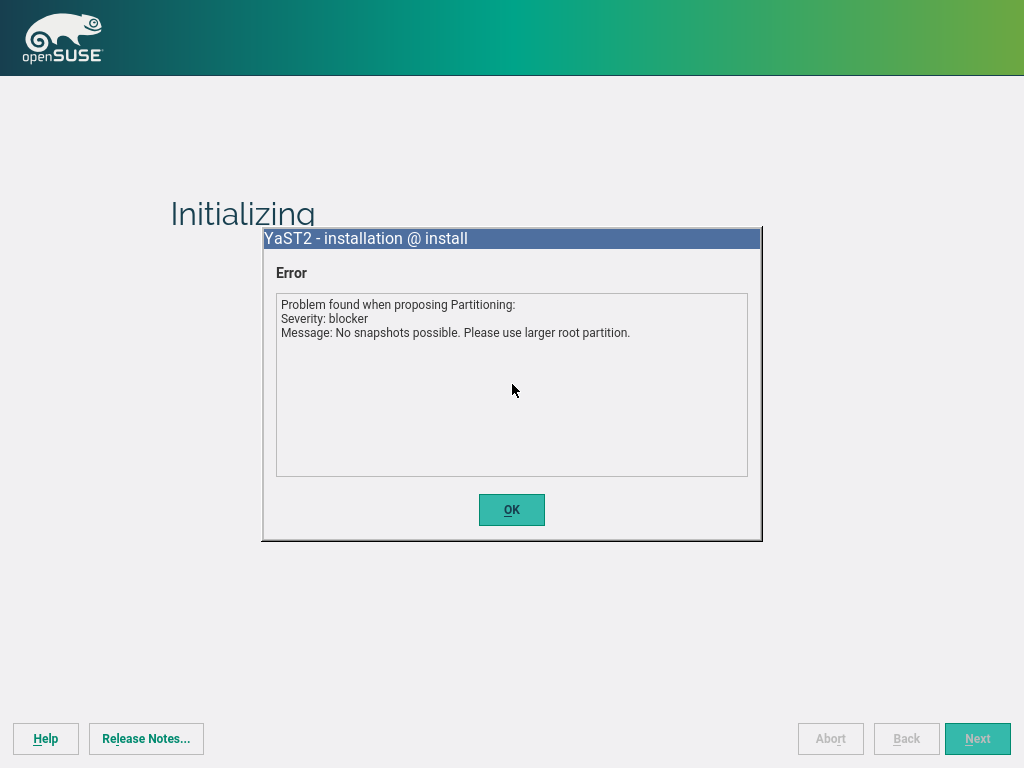 openSUSE
Initializing
YaST2 - installation @ install
Error
Problem found when proposing Partitioning:
Severity: blocker
Message: No snapshots possible. Please use larger root partition.
OK
Help
Release Notes...
Abort
Back
Next